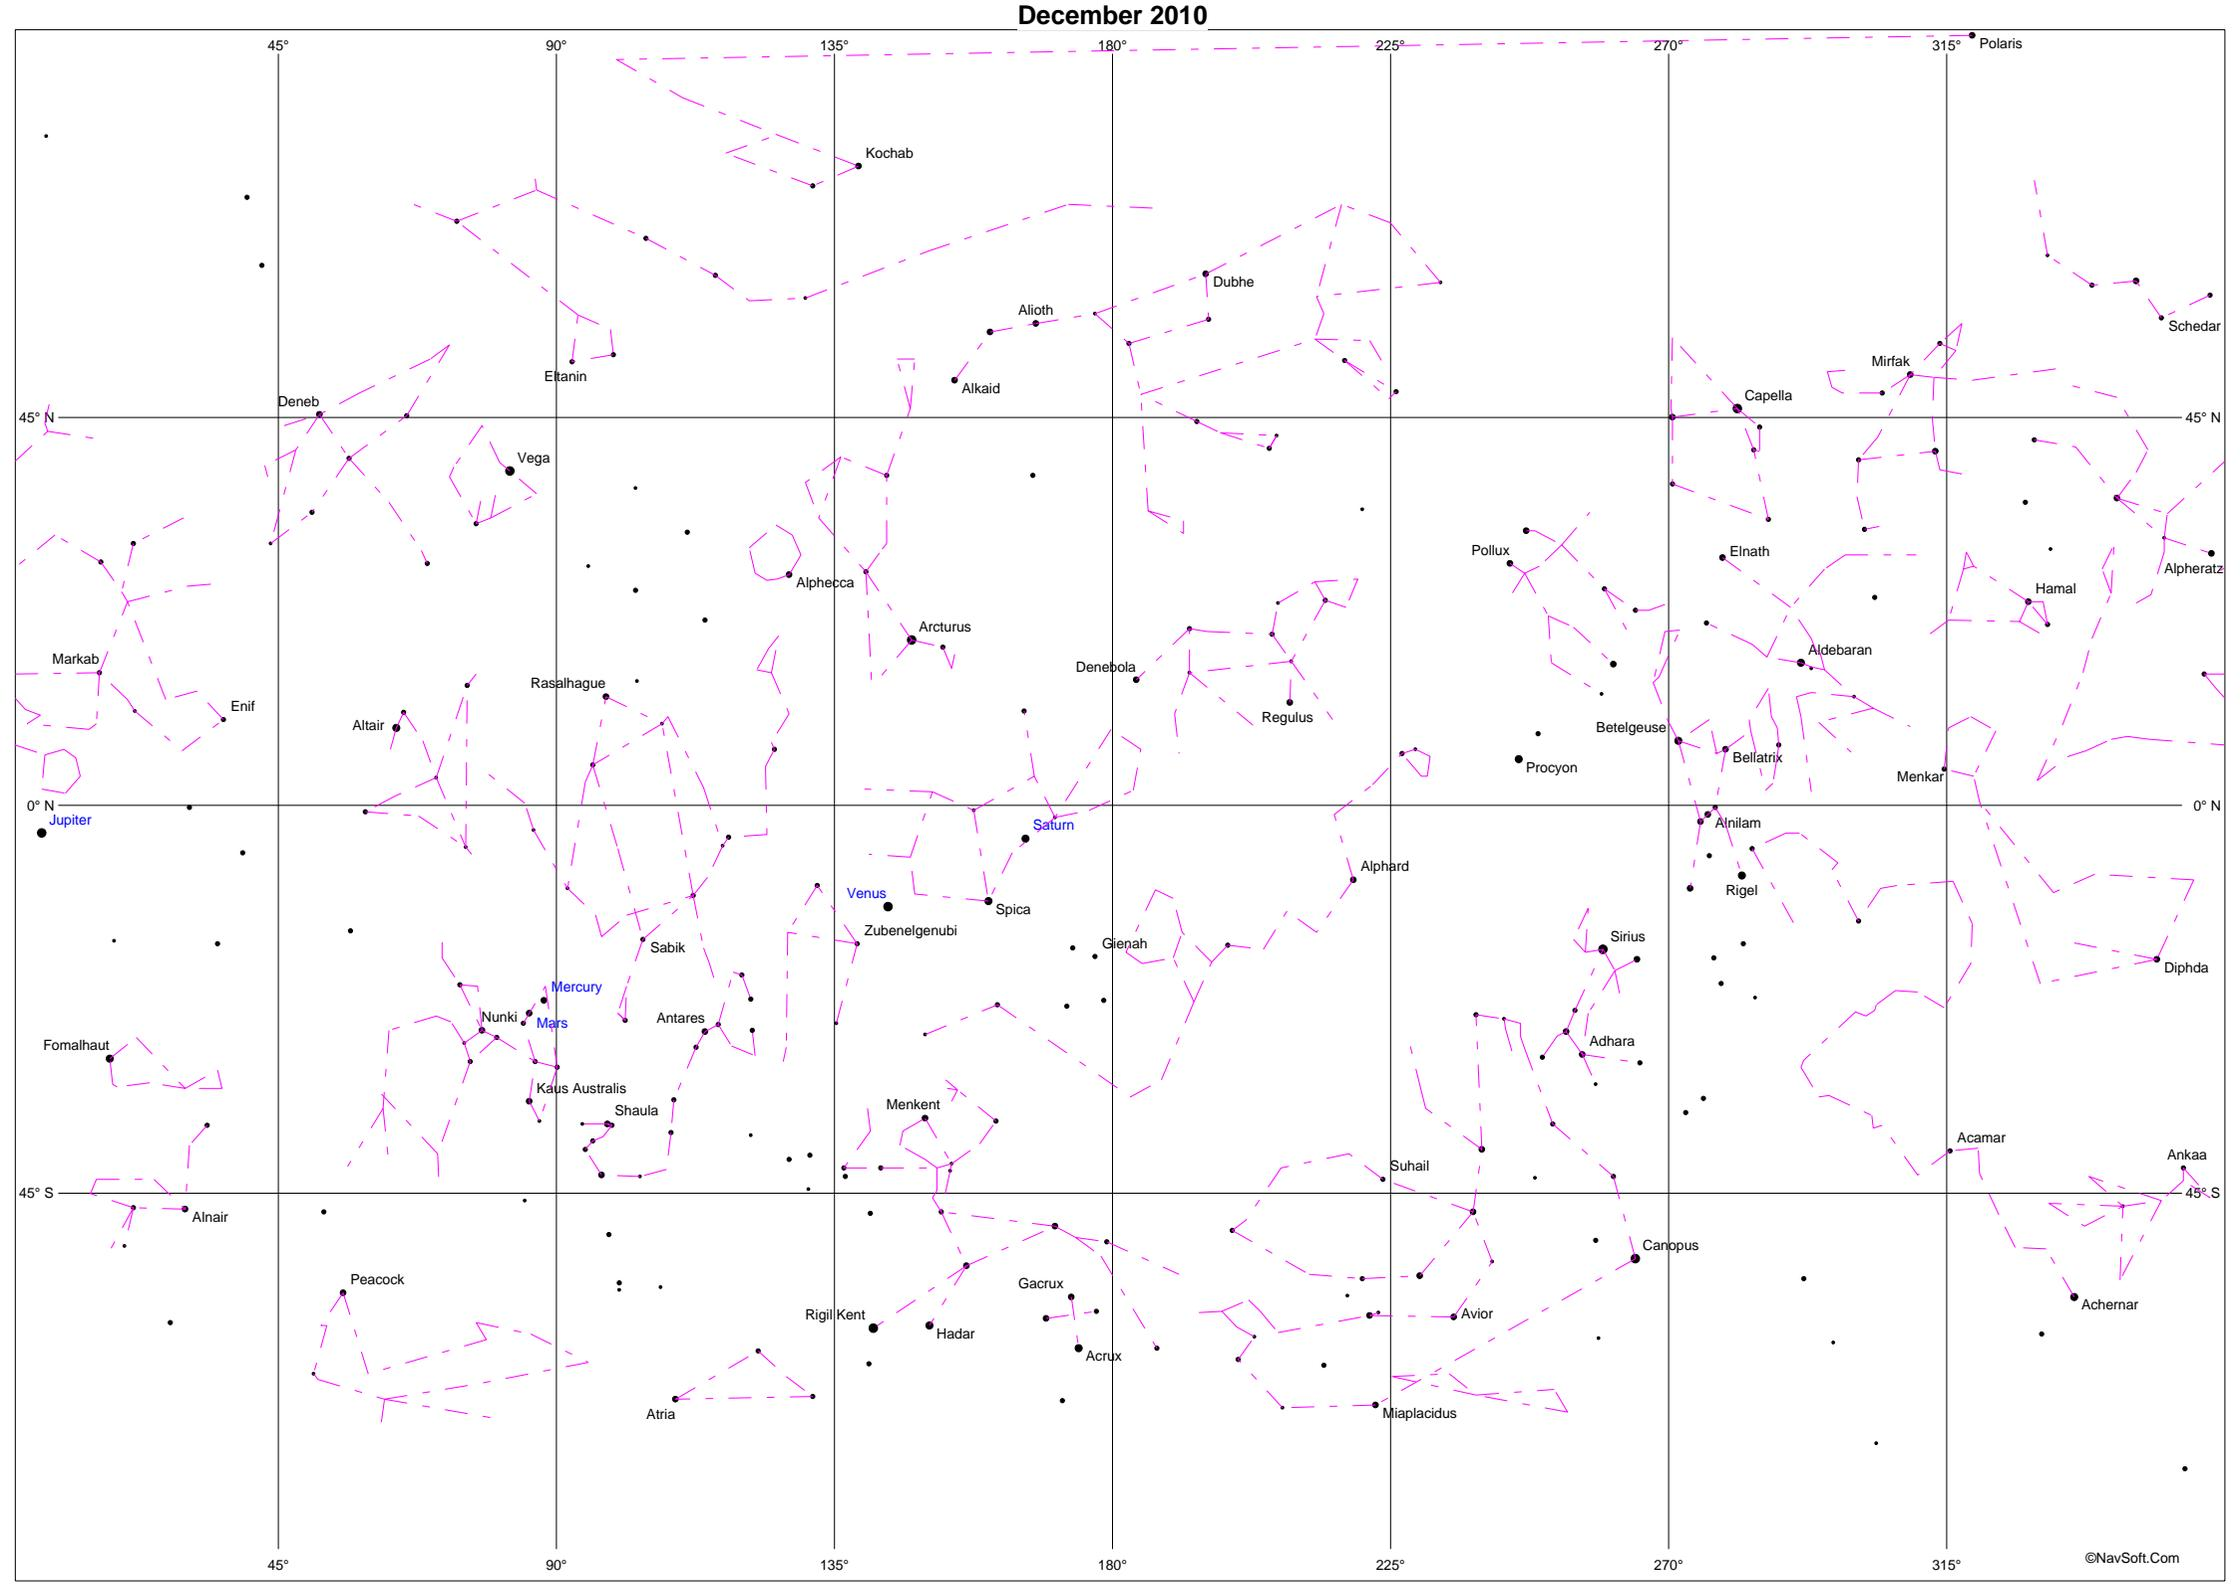 December 2010
45° 90° 135° 180° 225° 270° 315°
Polaris
Kochab
Dubhe
Alioth
Schedar
Mirfak
Eltanin
Alkaid
Capella
Deneb
45° N 45° N
Vega
Pollux
Elnath
Alpheratz
Alphecca
Hamal
Arcturus
Aldebaran
Markab
Denebola
Rasalhague
Enif
Regulus
Altair
Betelgeuse
Bellatrix
Procyon
Menkar
0° N 0° N
Jupiter
Saturn
Alnilam
Alphard
Venus
Rigel
Spica
Zubenelgenubi
Sirius
Gienah
Sabik
Diphda
Mercury
Nunki
Mars
Antares
Fomalhaut
Adhara
Kaus Australis
Shaula
Menkent
Acamar
Ankaa
Suhail
45° S 45° S
Alnair
Canopus
Peacock
Gacrux
Achernar
Rigil Kent
Avior
Hadar
Acrux
Atria
Miaplacidus
©NavSoft.Com
45° 90° 135° 180° 225° 270° 315°